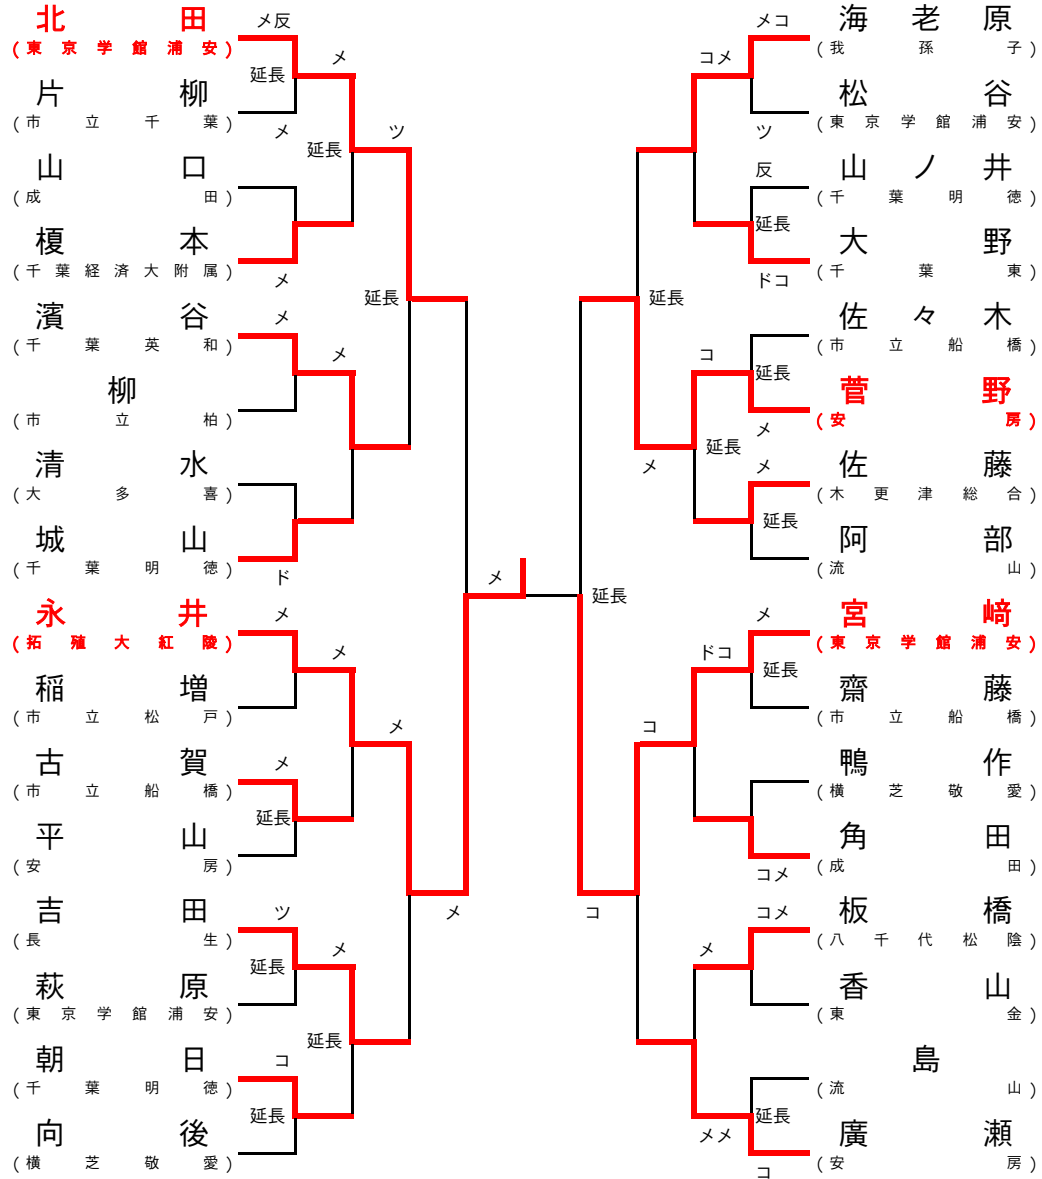 北田
(東京学館浦安)
片柳
(市立千葉)
山口
(成田)
榎本
(千葉経済大附属)
濱谷
(千葉英和)
柳
(市立柏)
清水
(大多喜)
城山
(千葉明徳)
永井
(拓殖大紅陵)
稲増
(市立松戸)
古賀
(市立船橋)
平山
(安房)
吉田
(長生)
萩原
(東京学館浦安)
朝日
(千葉明徳)
向後
(横芝敬愛)
メ反
延長
メ
メ
メ
ド
メ
メ
延長
ツ
延長
コ
延長
メ
延長
メ
メ
メ
延長
ツ
メ
延長
メ
メ
延長
コ
メコ
ツ
反
延長
ドコ
延長
メ
メ
延長
メ
延長
コメ
コメ
延長
コ
コメ
コ
延長
ドコ
メ
メメ
延長
メ
コ
海老原
(我孫子)
松谷
(東京学館浦安)
山ノ井
(千葉明徳)
大野
(千葉東)
佐々木
(市立船橋)
菅野
(安房)
佐藤
(木更津総合)
阿部
(流山)
宮﨑
(東京学館浦安)
齋藤
(市立船橋)
鴨作
(横芝敬愛)
角田
(成田)
板橋
(八千代松陰)
香山
(東金)
島
(流山)
廣瀬
(安房)